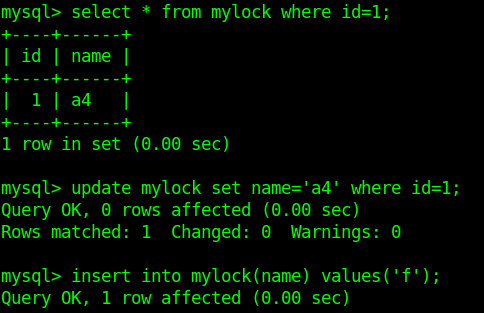 mysql> select * from mylock where id=1;
+----+------+
| id | name |
+----+------+
|  1 | a4   |
+----+------+
1 row in set (0.00 sec)

mysql> update mylock set name='a4' where id=1;
Query OK, 0 rows affected (0.00 sec)
Rows matched: 1  Changed: 0  Warnings: 0

mysql> insert into mylock(name) values('f');
Query OK, 1 row affected (0.00 sec)